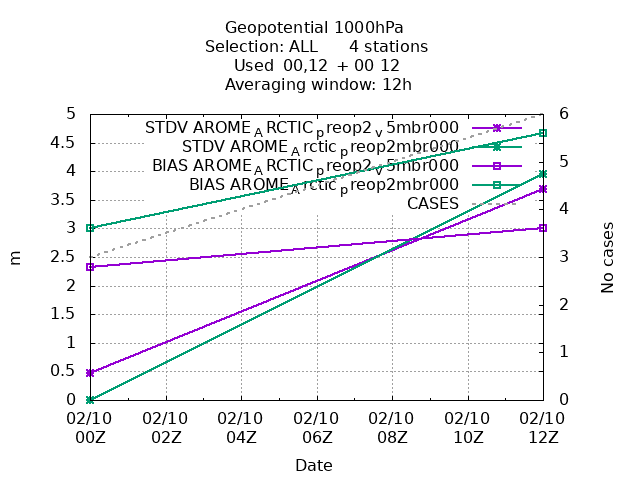 Geopotential 1000hPa
Selection: ALL 4 stations
Used 00,12 + 00 12
Averaging window: 12h
STDV AROME_ARCTIC_preop2_v5mbr000
STDV AROME_Arctic_preop2mbr000
BIAS AROME_ARCTIC_preop2_v5mbr000
BIAS AROME_Arctic_preop2mbr000
CASES
5
4.5
4
3.5
3
2.5
2
1.5
1
0.5
0
m
6
5
4
3
2
1
0
No cases
02/10 02/10 02/10 02/10 02/10 02/10 02/10
00Z 02Z 04Z 06Z 08Z 10Z 12Z
Date